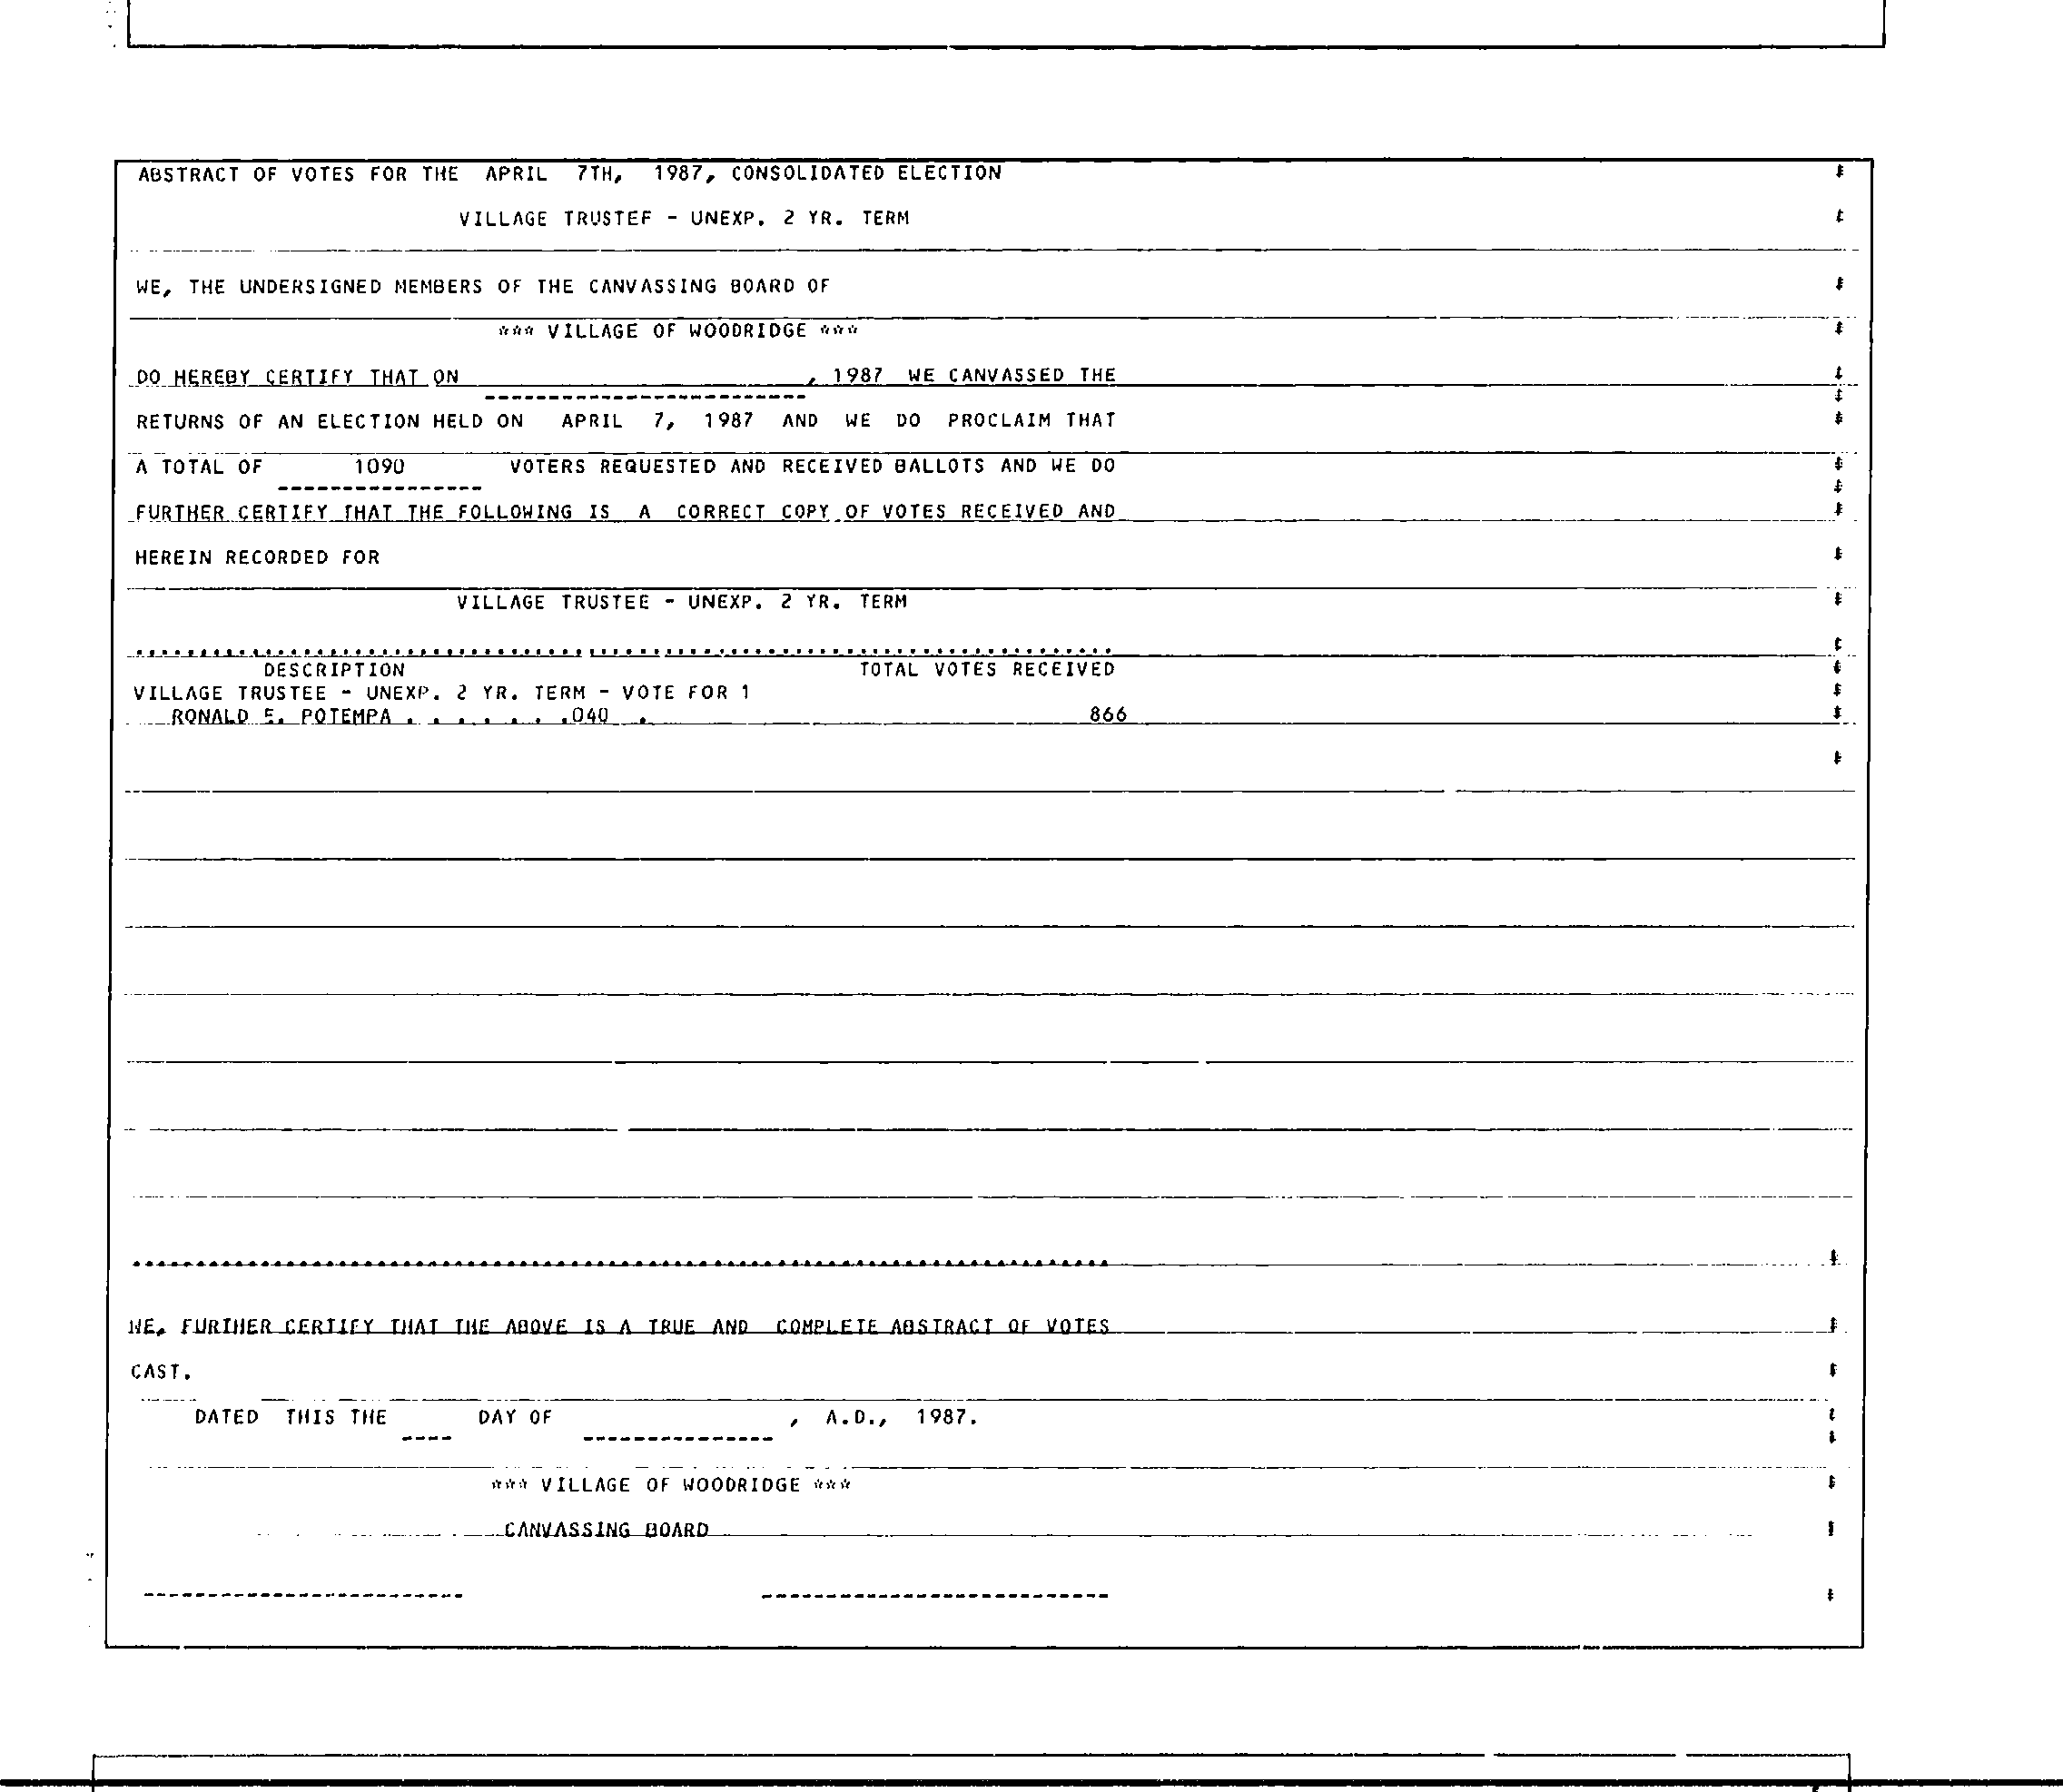 ABSTRACT OF VOTES FOR THE APRIL 7TH, 1987, CONSOLIDATED ELECTION
VILLAGE TRUSTEE - UNEXP. 2 YR. TERM
WE, THE UNDERSIGNED MEMBERS OF THE CANVASSING BOARD OF
*** VILLAGE OF WOODRIDGE ***
DO HEREBY CERTIFY THAT ON , 1987 WE CANVASSED THE
RETURNS OF AN ELECTION HELD ON APRIL 7, 1987 AND WE DO PROCLAIM THAT
A TOTAL OF 1090 VOTERS REQUESTED AND RECEIVED BALLOTS AND WE DO
FURTHER CERTIFY THAT THE FOLLOWING IS A CORRECT COPY OF VOTES RECEIVED AND
HEREIN RECORDED FOR
VILLAGE TRUSTEE - UNEXP. 2 YR. TERM
DESCRIPTION TOTAL VOTES RECEIVED
VILLAGE TRUSTEE - UNEXP. 2 YR. TERM - VOTE FOR 1
RONALD E. POTEMPA . . . . . . .040 . 866
WE, FURTHER CERTIFY THAT THE ABOVE IS A TRUE AND COMPLETE ABSTRACT OF VOTES
CAST.
DATED THIS THE ---- DAY OF --------------- , A.D., 1987.
*** VILLAGE OF WOODRIDGE ***
CANVASSING BOARD